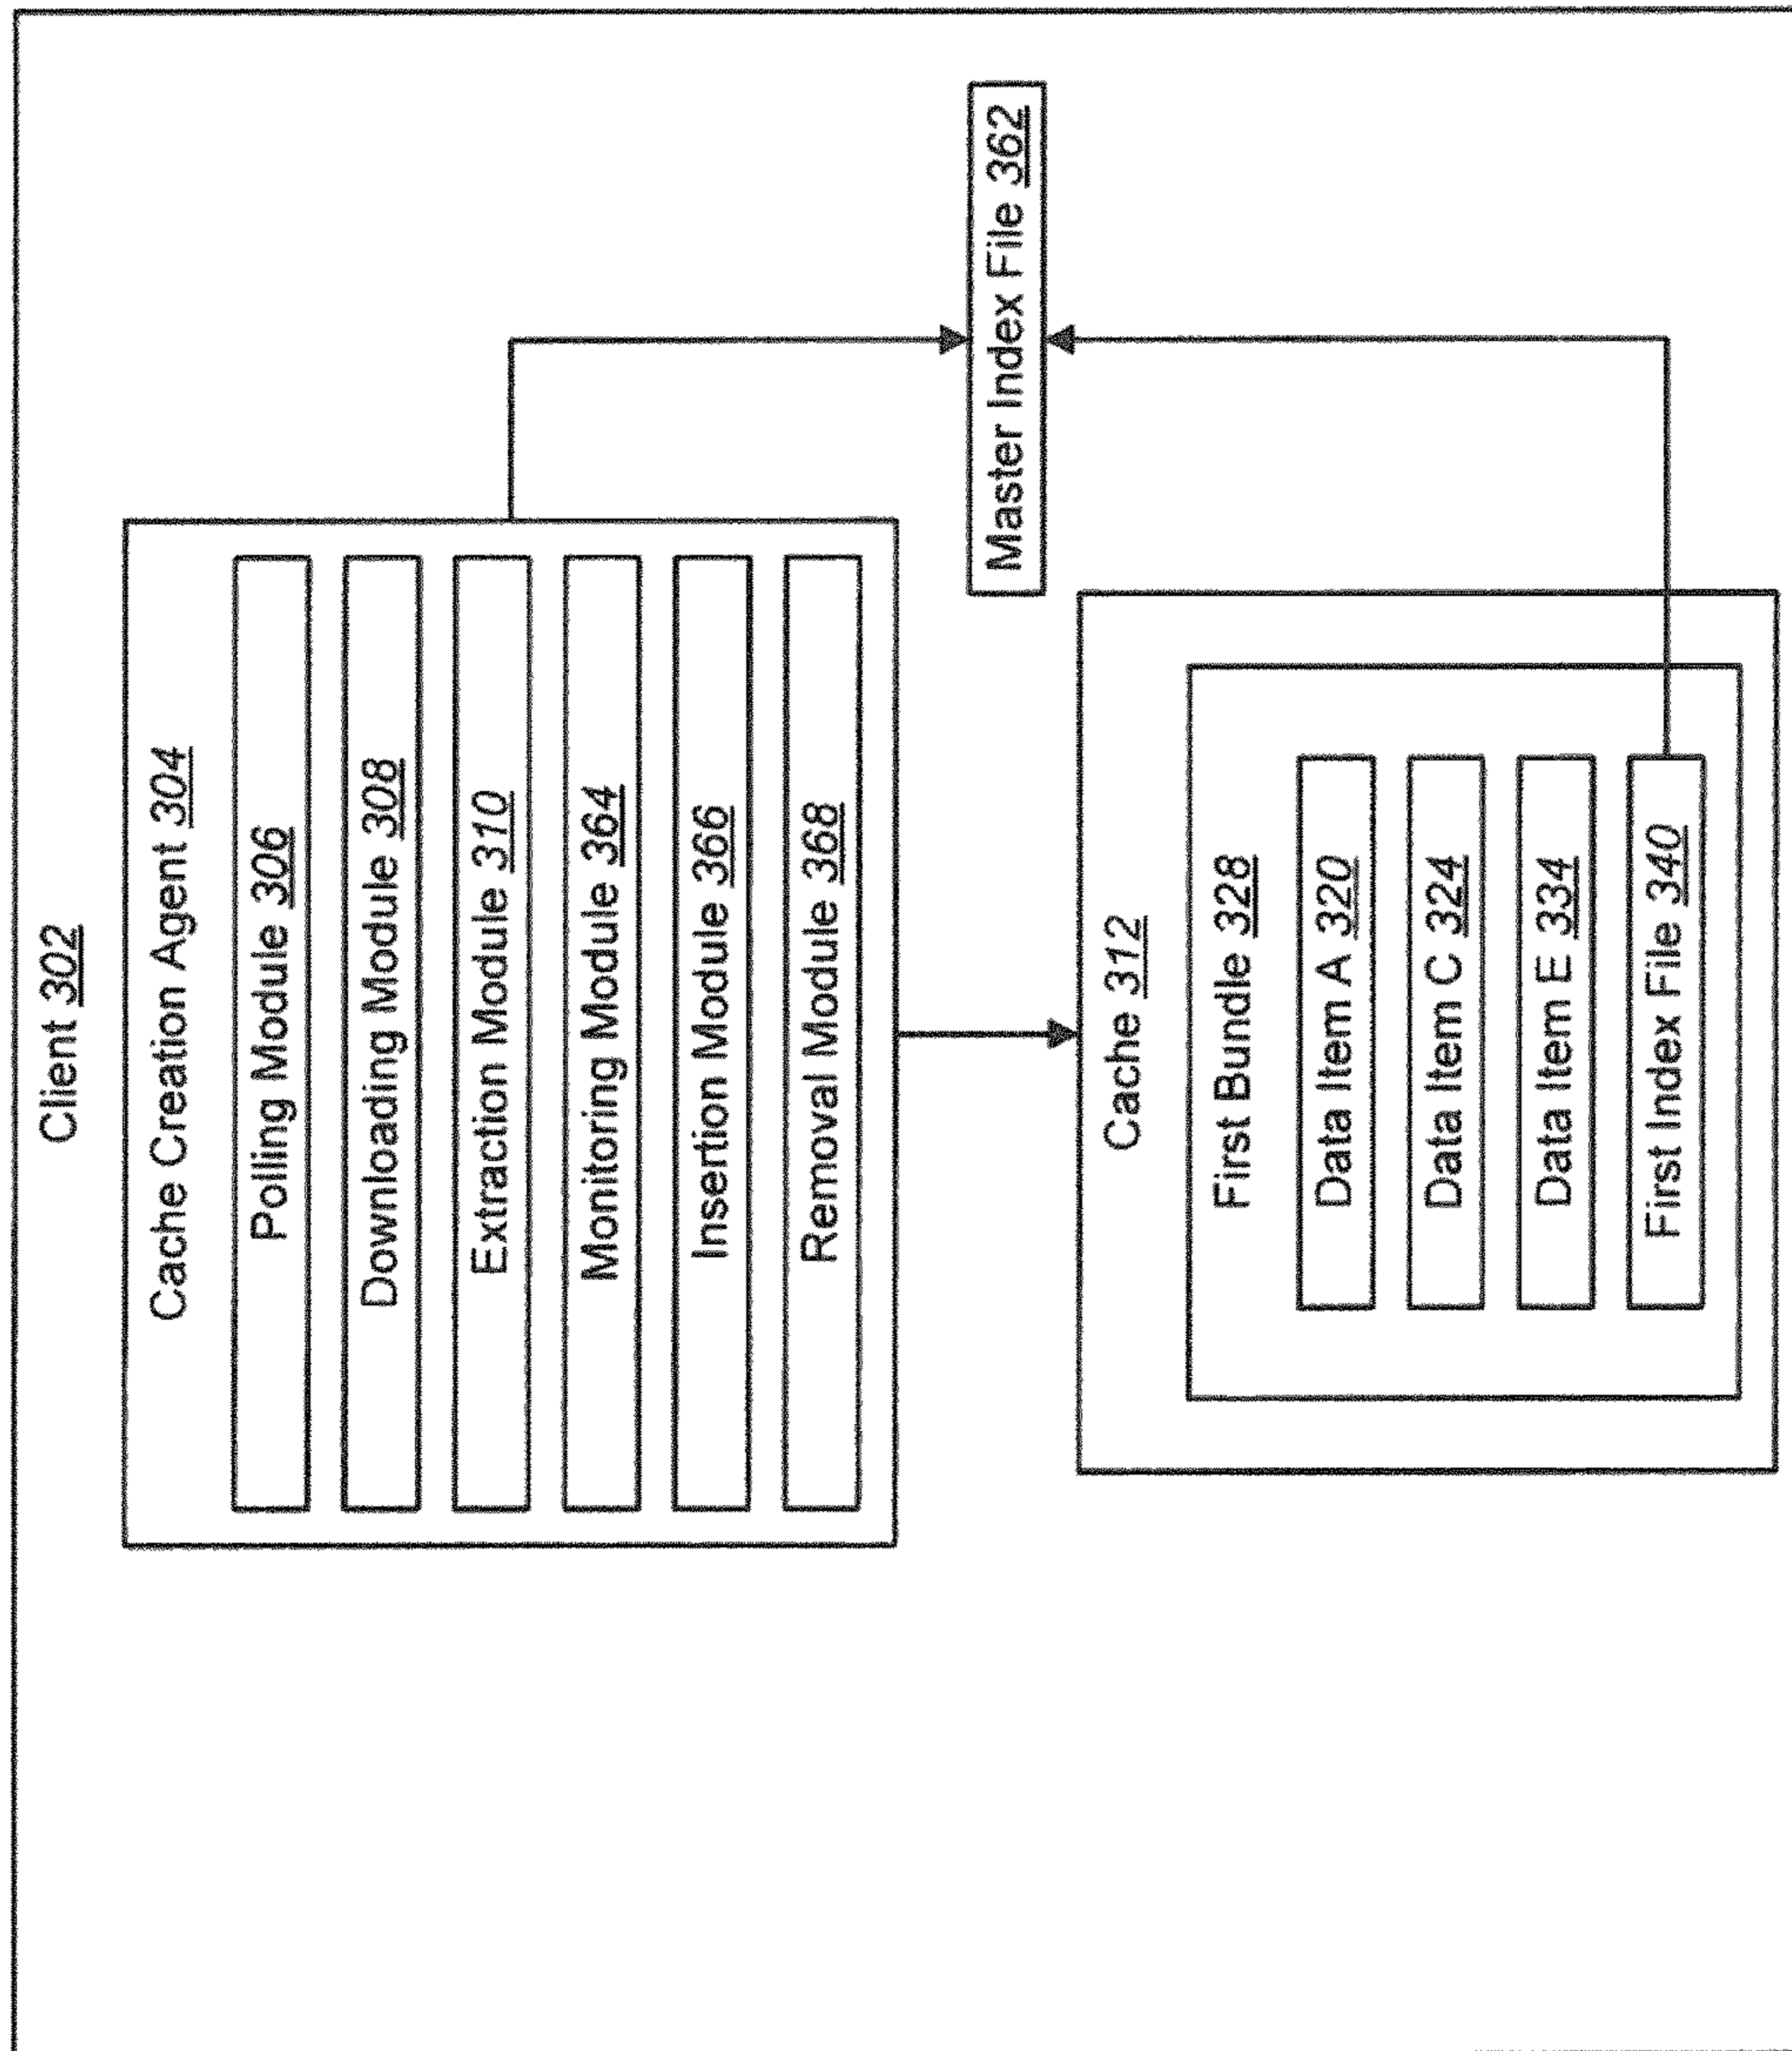 Client 302
Cache Creation Agent 304
Polling Module 306
Downloading Module 308
Extraction Module 310
Monitoring Module 364
Insertion Module 366
Removal Module 368
Master Index File 362
Cache 312
First Bundle 328
Data Item A 320
Data Item C 324
Data Item E 334
First Index File 340